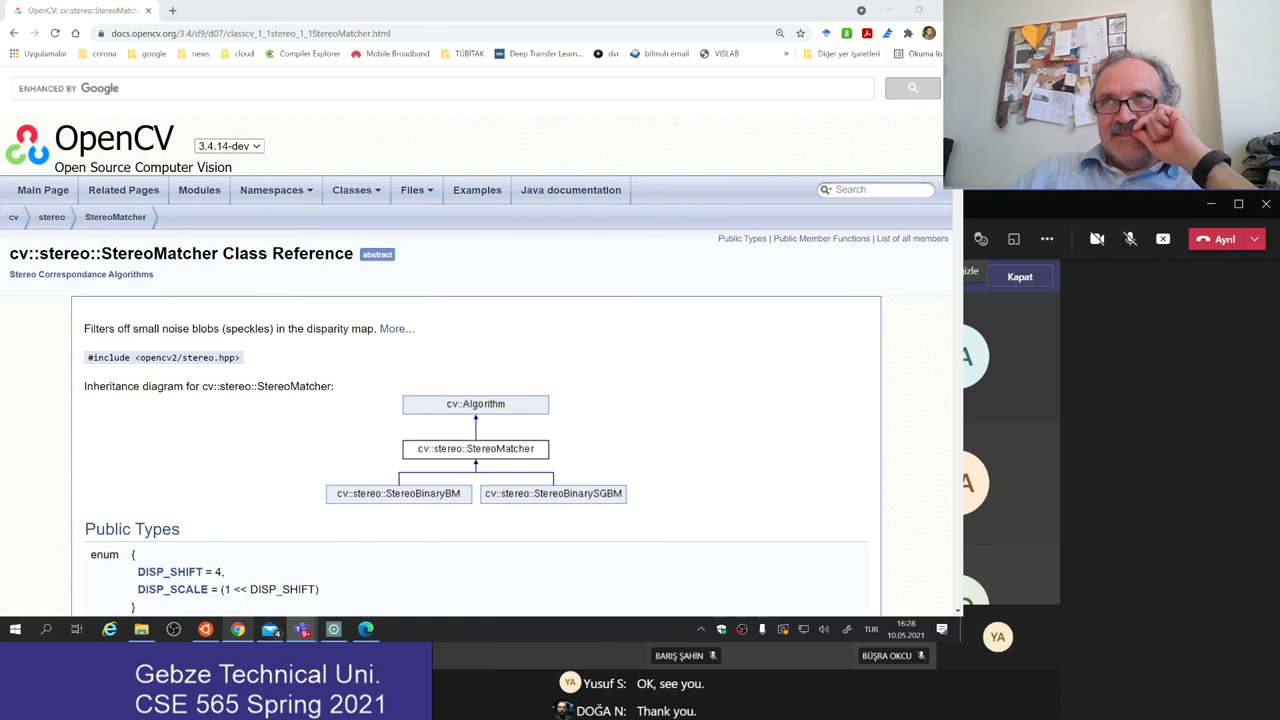 OpenCV: cv::stereo::StereoMatcher
docs.opencv.org/3.4/d9/d07/classcv_1_1stereo_1_1StereoMatcher.html
Uygulamalar corona google news cloud Compiler Explorer Mobile Broadband TÜBİTAK Deep Transfer Learn... dvr bilmuh email VISLAB » Diğer yer işaretleri Okuma lis
ENHANCED BY Google
OpenCV 3.4.14-dev
Open Source Computer Vision
Main Page Related Pages Modules Namespaces Classes Files Examples Java documentation Search
cv stereo StereoMatcher
Public Types | Public Member Functions | List of all members
cv::stereo::StereoMatcher Class Reference abstract
Stereo Correspondance Algorithms
Filters off small noise blobs (speckles) in the disparity map. More...
#include <opencv2/stereo.hpp>
Inheritance diagram for cv::stereo::StereoMatcher:
cv::Algorithm
cv::stereo::StereoMatcher
cv::stereo::StereoBinaryBM cv::stereo::StereoBinarySGBM
Public Types
enum {
DISP_SHIFT = 4,
DISP_SCALE = (1 << DISP_SHIFT)
}
Ayrıl
izle Kapat
A
A
YA
4 9+ TUR 16:28
10.05.2021
BARIŞ ŞAHİN BÜŞRA OKCU
Gebze Technical Uni.
CSE 565 Spring 2021
YA Yusuf S: OK, see you.
DOĞA N: Thank you.